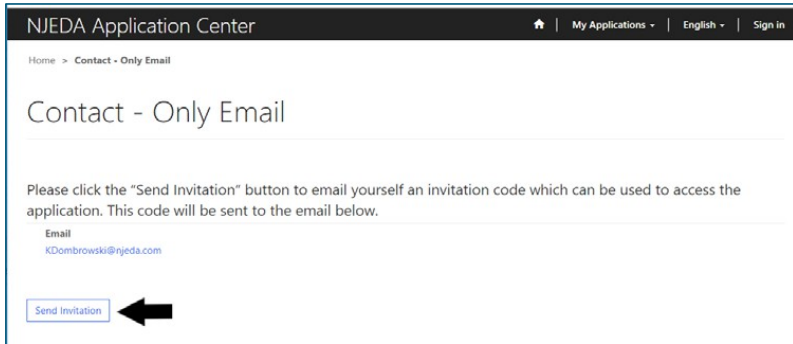 NJEDA Application Center
My Applications | English | Sign in
Home > Contact - Only Email
Contact - Only Email
Please click the “Send Invitation” button to email yourself an invitation code which can be used to access the
application. This code will be sent to the email below.
Email
KDombrowski@njeda.com
Send Invitation